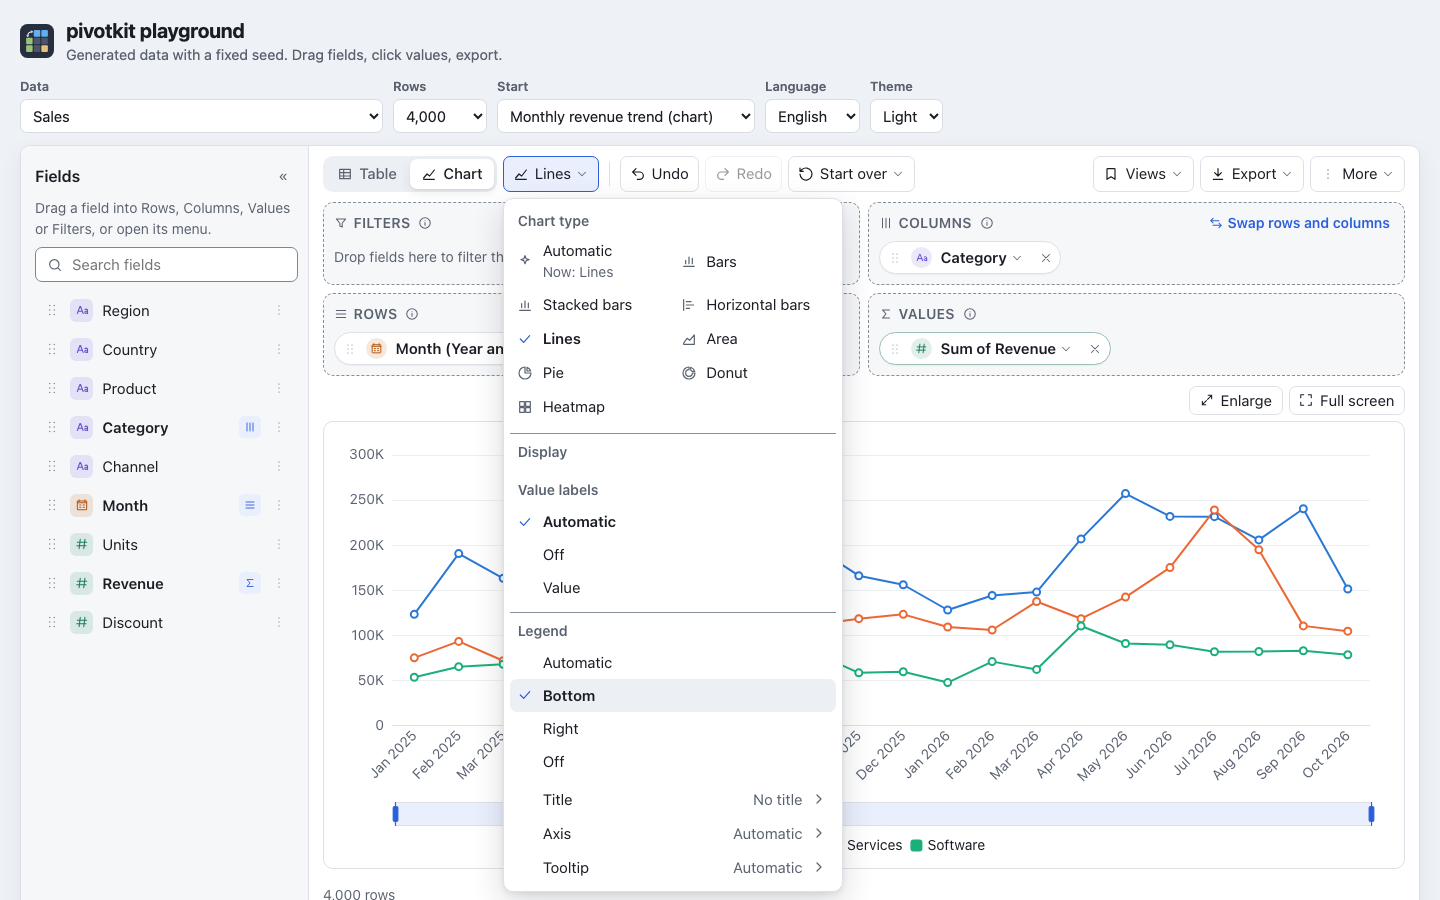 pivotkit playground
Generated data with a fixed seed. Drag fields, click values, export.
Data
Rows
Start
Language
Theme
Sales
4,000
Monthly revenue trend (chart)
English
Light
Fields
«
Drag a field into Rows, Columns, Values
or Filters, or open its menu.
Search fields
Aa Region
Aa Country
Aa Product
Aa Category
Aa Channel
Month
# Units
# Revenue Σ
# Discount
Table
Chart
Lines
Undo
Redo
Start over
Views
Export
More
FILTERS
Drop fields here to filter th
COLUMNS
Swap rows and columns
Aa Category
ROWS
Month (Year an
Σ VALUES
# Sum of Revenue
Enlarge
Full screen
Chart type
Automatic
Now: Lines
Bars
Stacked bars
Horizontal bars
Lines
Area
Pie
Donut
Heatmap
Display
Value labels
Automatic
Off
Value
Legend
Automatic
Bottom
Right
Off
Title No title
Axis Automatic
Tooltip Automatic
300K
250K
200K
150K
100K
50K
0
Jan 2025
Feb 2025
Mar 2025
25
Dec 2025
Jan 2026
Feb 2026
Mar 2026
Apr 2026
May 2026
Jun 2026
Jul 2026
Aug 2026
Sep 2026
Oct 2026
Services
Software
4,000 rows